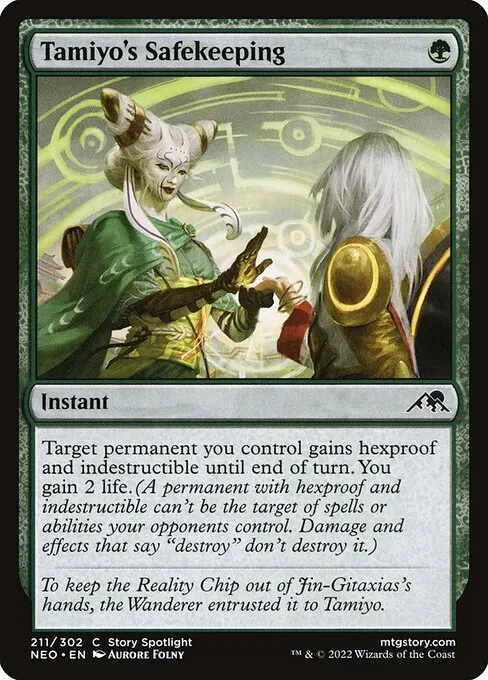 Tamiyo's Safekeeping
Instant
Target permanent you control gains hexproof
and indestructible until end of turn. You
gain 2 life. (A permanent with hexproof and
indestructible can't be the target of spells or
abilities your opponents control. Damage and
effects that say “destroy” don't destroy it.)
To keep the Reality Chip out of Jin-Gitaxias's
hands, the Wanderer entrusted it to Tamiyo.
211/302 C Story Spotlight
mtgstory.com
NEO • EN AURORE FOLNY
™ & © 2022 Wizards of the Coast